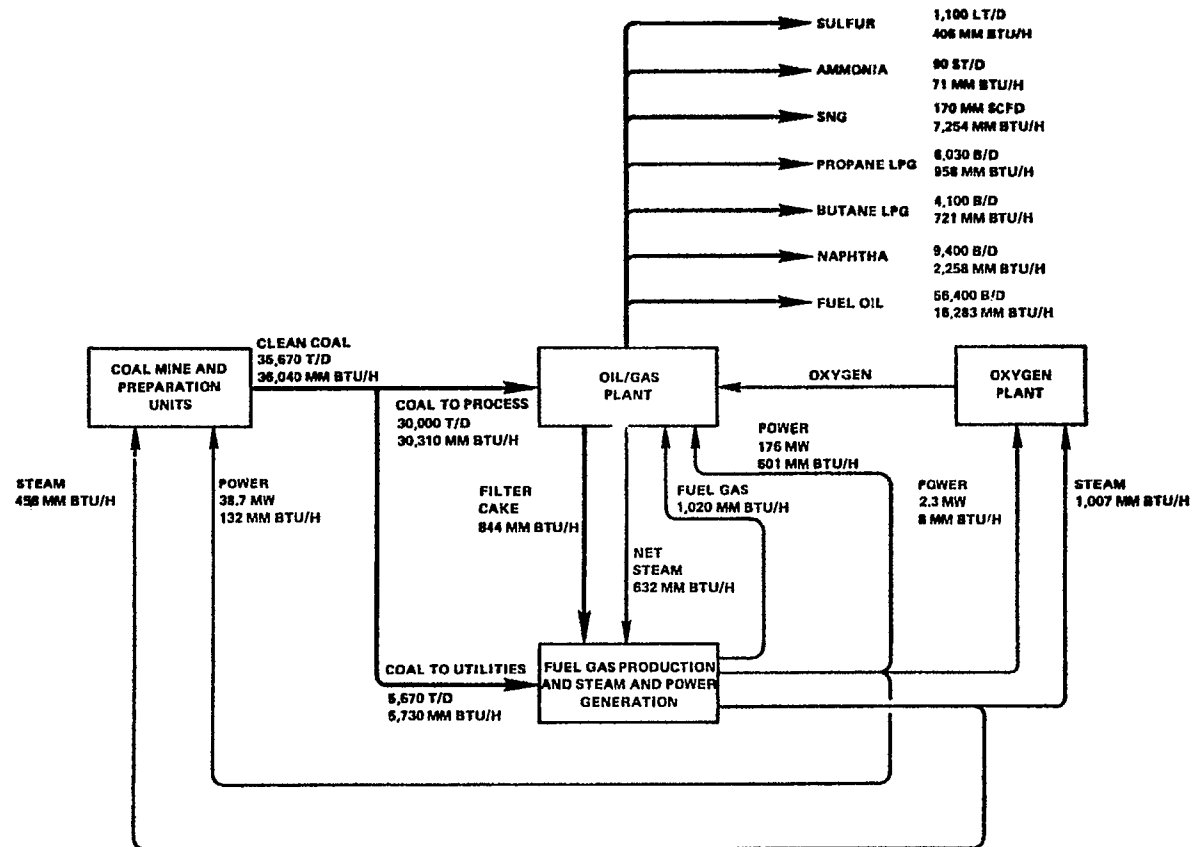 SULFUR
1,100 LT/D
406 MM BTU/H
AMMONIA
90 ST/D
71 MM BTU/H
SNG
170 MM SCFD
7,254 MM BTU/H
PROPANE LPG
6,030 B/D
958 MM BTU/H
BUTANE LPG
4,100 B/D
721 MM BTU/H
NAPHTHA
9,400 B/D
2,258 MM BTU/H
FUEL OIL
56,400 B/D
16,283 MM BTU/H
COAL MINE AND
PREPARATION
UNITS
CLEAN COAL
35,670 T/D
36,040 MM BTU/H
OIL/GAS
PLANT
OXYGEN
OXYGEN
PLANT
COAL TO PROCESS
30,000 T/D
30,310 MM BTU/H
STEAM
MM BTU/H
POWER
38.7 MW
132 MM BTU/H
FILTER
CAKE
844 MM BTU/H
NET
STEAM
632 MM BTU/H
FUEL GAS
1,020 MM BTU/H
POWER
176 MW
601 MM BTU/H
POWER
2.3 MW
8 MM BTU/H
STEAM
1,007 MM BTU/H
COAL TO UTILITIES
5,670 T/D
5,730 MM BTU/H
FUEL GAS PRODUCTION
AND STEAM AND POWER
GENERATION